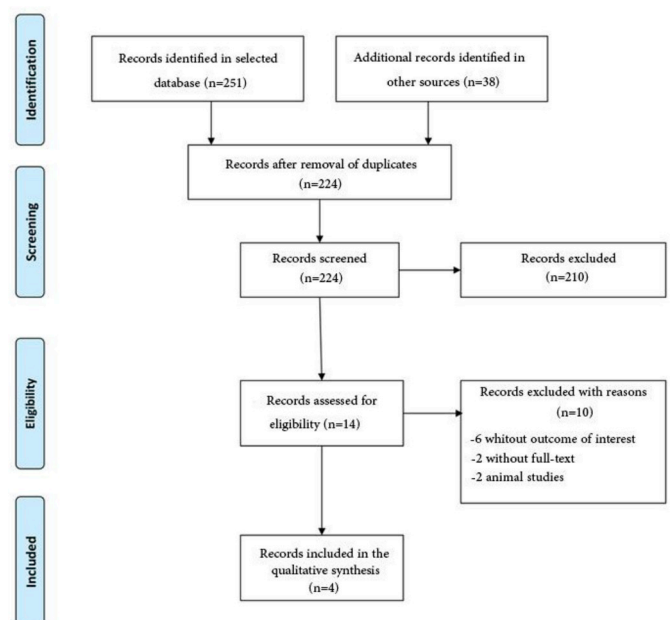 Identification
Records identified in selected
database (n=251)
Additional records identified in
other sources (n=38)
Records after removal of duplicates
(n=224)
Screening
Records screened
(n=224)
Records excluded
(n=210)
Eligibility
Records assessed for
eligibility (n=14)
Records excluded with reasons
(n=10)
-6 whitout outcome of interest
-2 without full-text
-2 animal studies
Included
Records included in the
qualitative synthesis
(n=4)